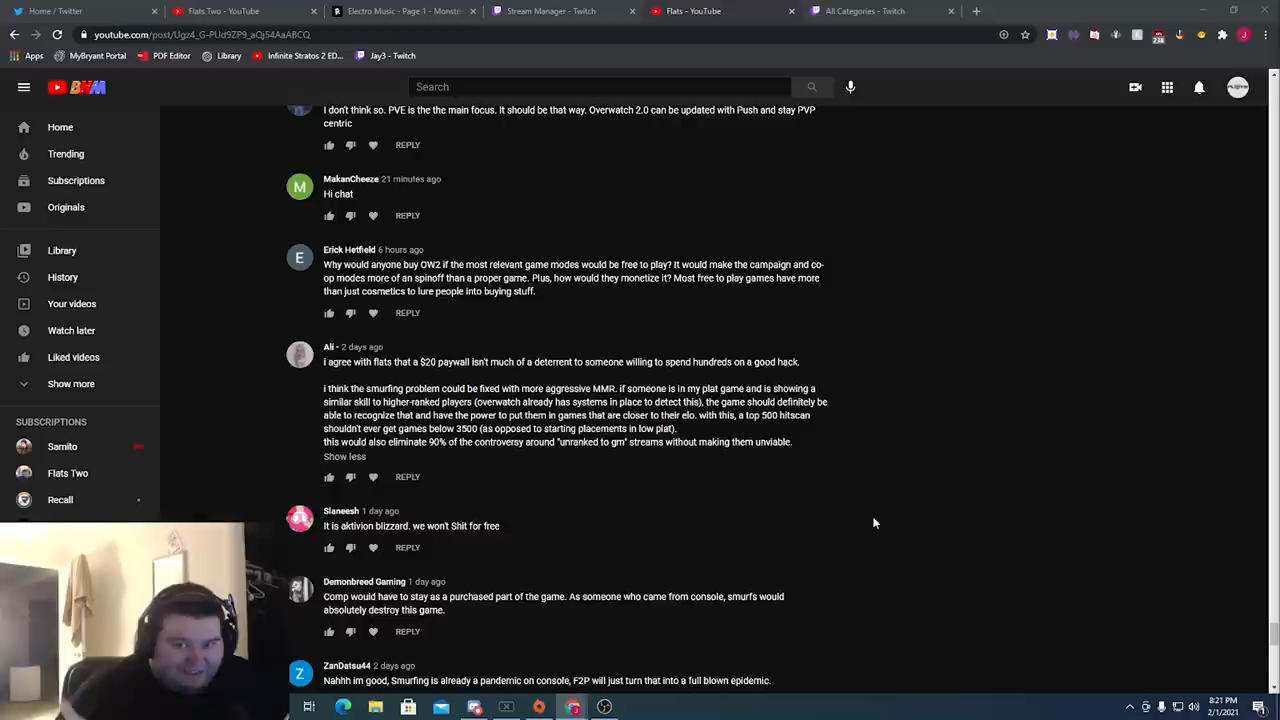 Home / Twitter
Flats Two - YouTube
Electro Music - Page 1 - Monste
Stream Manager - Twitch
Flats - YouTube
All Categories - Twitch
youtube.com/post/Ugz4_G-PUd9ZP9_aQj54AaABCQ
Apps
MyBryant Portal
PDF Editor
Library
Infinite Stratos 2 ED...
Jay3 - Twitch
Search
Home
Trending
Subscriptions
Originals
Library
History
Your videos
Watch later
Liked videos
Show more
SUBSCRIPTIONS
Samito
Flats Two
Recall
I don't think so. PVE is the the main focus. It should be that way. Overwatch 2.0 can be updated with Push and stay PVP
centric
REPLY
M
MakanCheeze 21 minutes ago
Hi chat
REPLY
E
Erick Hetfield 6 hours ago
Why would anyone buy OW2 if the most relevant game modes would be free to play? It would make the campaign and co-
op modes more of an spinoff than a proper game. Plus, how would they monetize it? Most free to play games have more
than just cosmetics to lure people into buying stuff.
REPLY
Ali - 2 days ago
i agree with flats that a $20 paywall isn't much of a deterrent to someone willing to spend hundreds on a good hack.
i think the smurfing problem could be fixed with more aggressive MMR. if someone is in my plat game and is showing a
similar skill to higher-ranked players (overwatch already has systems in place to detect this), the game should definitely be
able to recognize that and have the power to put them in games that are closer to their elo. with this, a top 500 hitscan
shouldn't ever get games below 3500 (as opposed to starting placements in low plat).
this would also eliminate 90% of the controversy around "unranked to gm" streams without making them unviable.
Show less
REPLY
Slaneesh 1 day ago
It is aktivion blizzard. we won't Shit for free
REPLY
Demonbreed Gaming 1 day ago
Comp would have to stay as a purchased part of the game. As someone who came from console, smurfs would
absolutely destroy this game.
REPLY
Z
ZanDatsu44 2 days ago
Nahhh im good, Smurfing is already a pandemic on console, F2P will just turn that into a full blown epidemic.
8:21 PM
2/1/2021